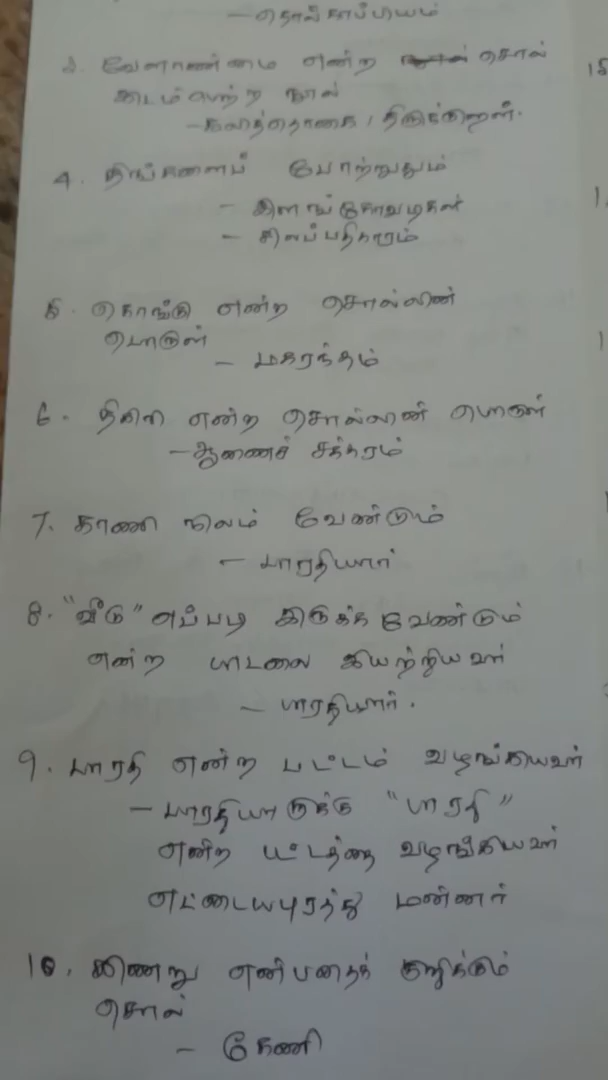 - தொல்காப்பியம்
3. வேளாண்மை என்ற சொல்
இடம்பெற்ற நூல்
- கலித்தொகை, திருக்குறள்.
4. திங்களைப் போற்றுதும்
- இளங்கோவடிகள்
- சிலப்பதிகாரம்
5. கொங்கு என்ற சொல்லின்
பொருள்
- மகரந்தம்
6. திகிரி என்ற சொல்லின் பொருள்
- ஆணைச் சக்கரம்
7. காணி நிலம் வேண்டும்
- பாரதியார்
8. "வீடு" எப்படி இருக்க வேண்டும்
என்ற பாடலை இயற்றியவர்
- பாரதியார்.
9. பாரதி என்ற பட்டம் வழங்கியவர்
- பாரதியாருக்கு "பாரதி"
என்ற பட்டத்தை வழங்கியவர்
எட்டையபுரத்து மன்னர்
10. கிணறு என்பதைக் குறிக்கும்
சொல்
- கேணி